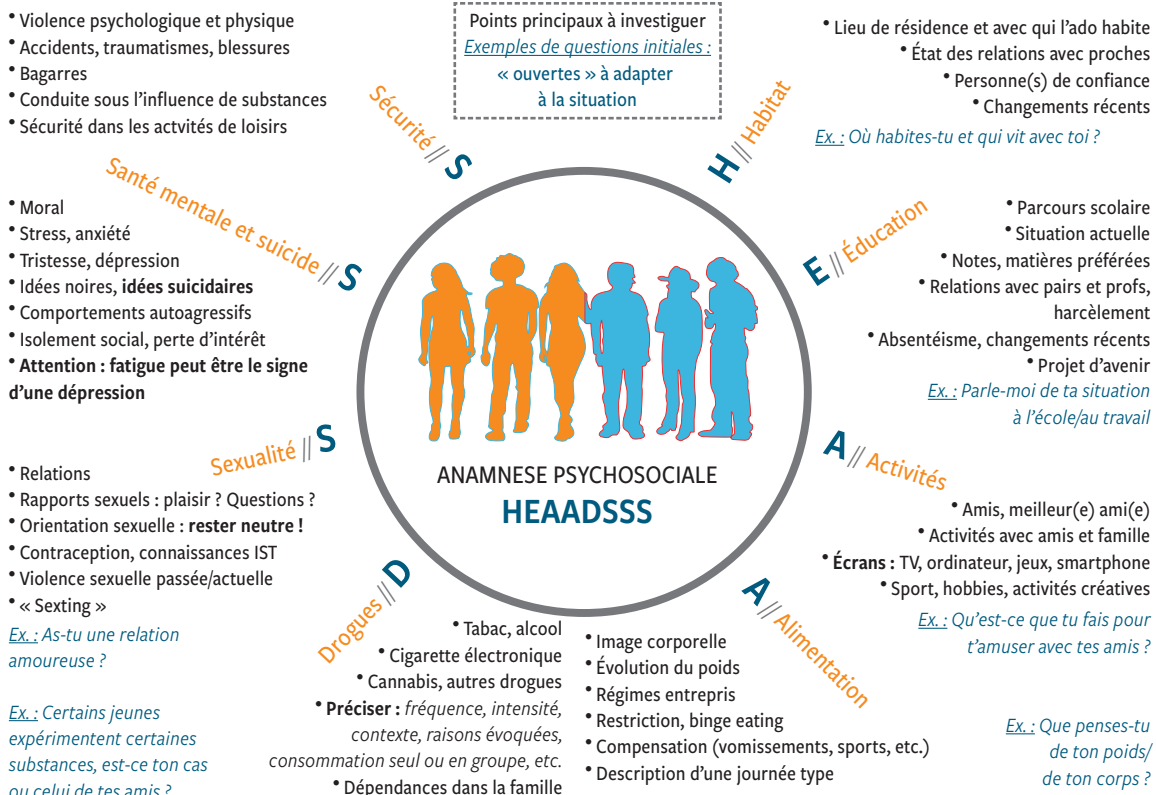 Points principaux à investiguer
Exemples de questions initiales :
« ouvertes » à adapter
à la situation
H // Habitat
• Lieu de résidence et avec qui l'ado habite
• État des relations avec proches
• Personne(s) de confiance
• Changements récents
Ex. : Où habites-tu et qui vit avec toi ?
E // Éducation
• Parcours scolaire
• Situation actuelle
• Notes, matières préférées
• Relations avec pairs et profs,
harcèlement
• Absentéisme, changements récents
• Projet d'avenir
Ex. : Parle-moi de ta situation
à l'école/au travail
A // Activités
• Amis, meilleur(e) ami(e)
• Activités avec amis et famille
• Écrans : TV, ordinateur, jeux, smartphone
• Sport, hobbies, activités créatives
Ex. : Qu'est-ce que tu fais pour
t'amuser avec tes amis ?
A // Alimentation
• Image corporelle
• Évolution du poids
• Régimes entrepris
• Restriction, binge eating
• Compensation (vomissements, sports, etc.)
• Description d'une journée type
Ex. : Que penses-tu
de ton poids/
de ton corps ?
Drogues // D
• Tabac, alcool
• Cigarette électronique
• Cannabis, autres drogues
• Préciser : fréquence, intensité,
contexte, raisons évoquées,
consommation seul ou en groupe, etc.
• Dépendances dans la famille
Ex. : Certains jeunes
expérimentent certaines
substances, est-ce ton cas
ou celui de tes amis ?
Sexualité // S
• Relations
• Rapports sexuels : plaisir ? Questions ?
• Orientation sexuelle : rester neutre !
• Contraception, connaissances IST
• Violence sexuelle passée/actuelle
• « Sexting »
Ex. : As-tu une relation
amoureuse ?
Santé mentale et suicide // S
• Moral
• Stress, anxiété
• Tristesse, dépression
• Idées noires, idées suicidaires
• Comportements autoagressifs
• Isolement social, perte d'intérêt
• Attention : fatigue peut être le signe
d'une dépression
Sécurité // S
• Violence psychologique et physique
• Accidents, traumatismes, blessures
• Bagarres
• Conduite sous l'influence de substances
• Sécurité dans les actvités de loisirs
ANAMNESE PSYCHOSOCIALE
HEAADSSS